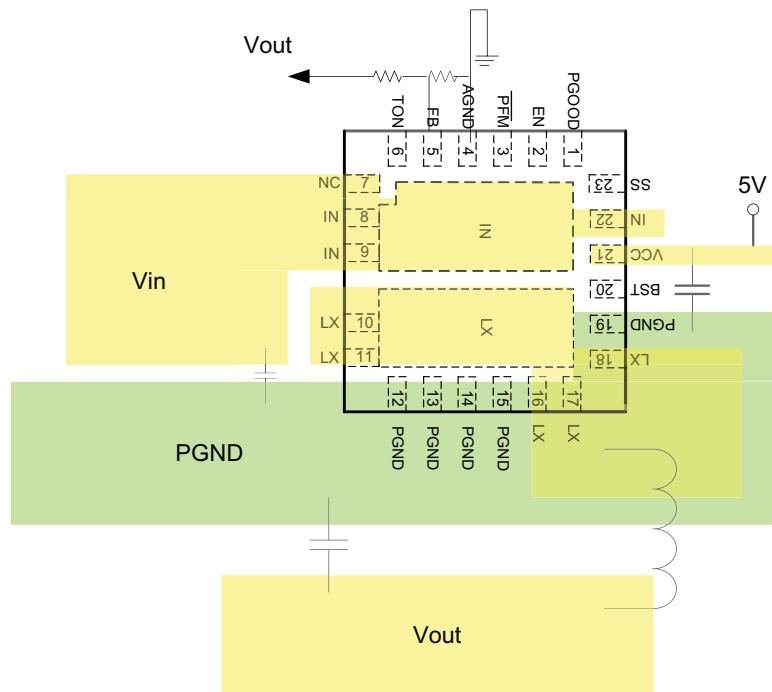 Vout
TON
FB
AGND
PFM
EN
PGOOD
6
5
4
3
2
1
NC
7
23
SS
5V
IN
8
IN
22
IN
IN
9
21
VCC
Vin
20
BST
LX
10
LX
19
PGND
LX
11
18
LX
12
13
14
15
16
17
PGND
PGND
PGND
PGND
PGND
LX
LX
Vout